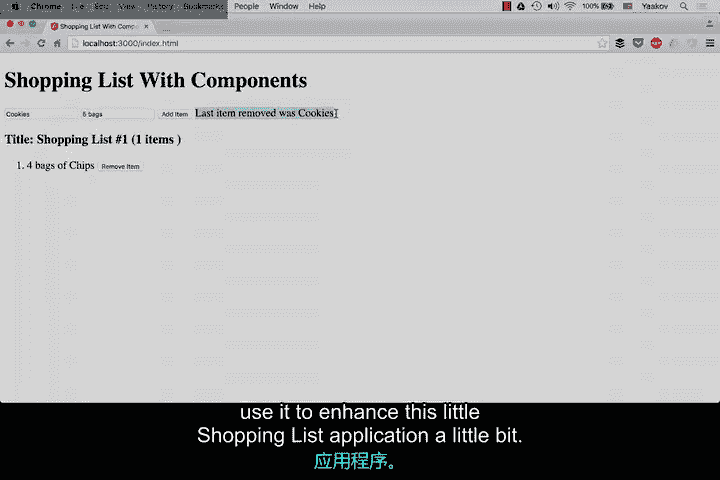 Chrome File Edit View History Bookmarks People Window Help 100% Yaakov
Shopping List With Compo
localhost:3000/index.html
Shopping List With Components
Cookies 5 bags Add Item Last item removed was Cookies
Title: Shopping List #1 (1 items )
1. 4 bags of Chips Remove Item
use it to enhance this little
Shopping List application a little bit.
应用程序。